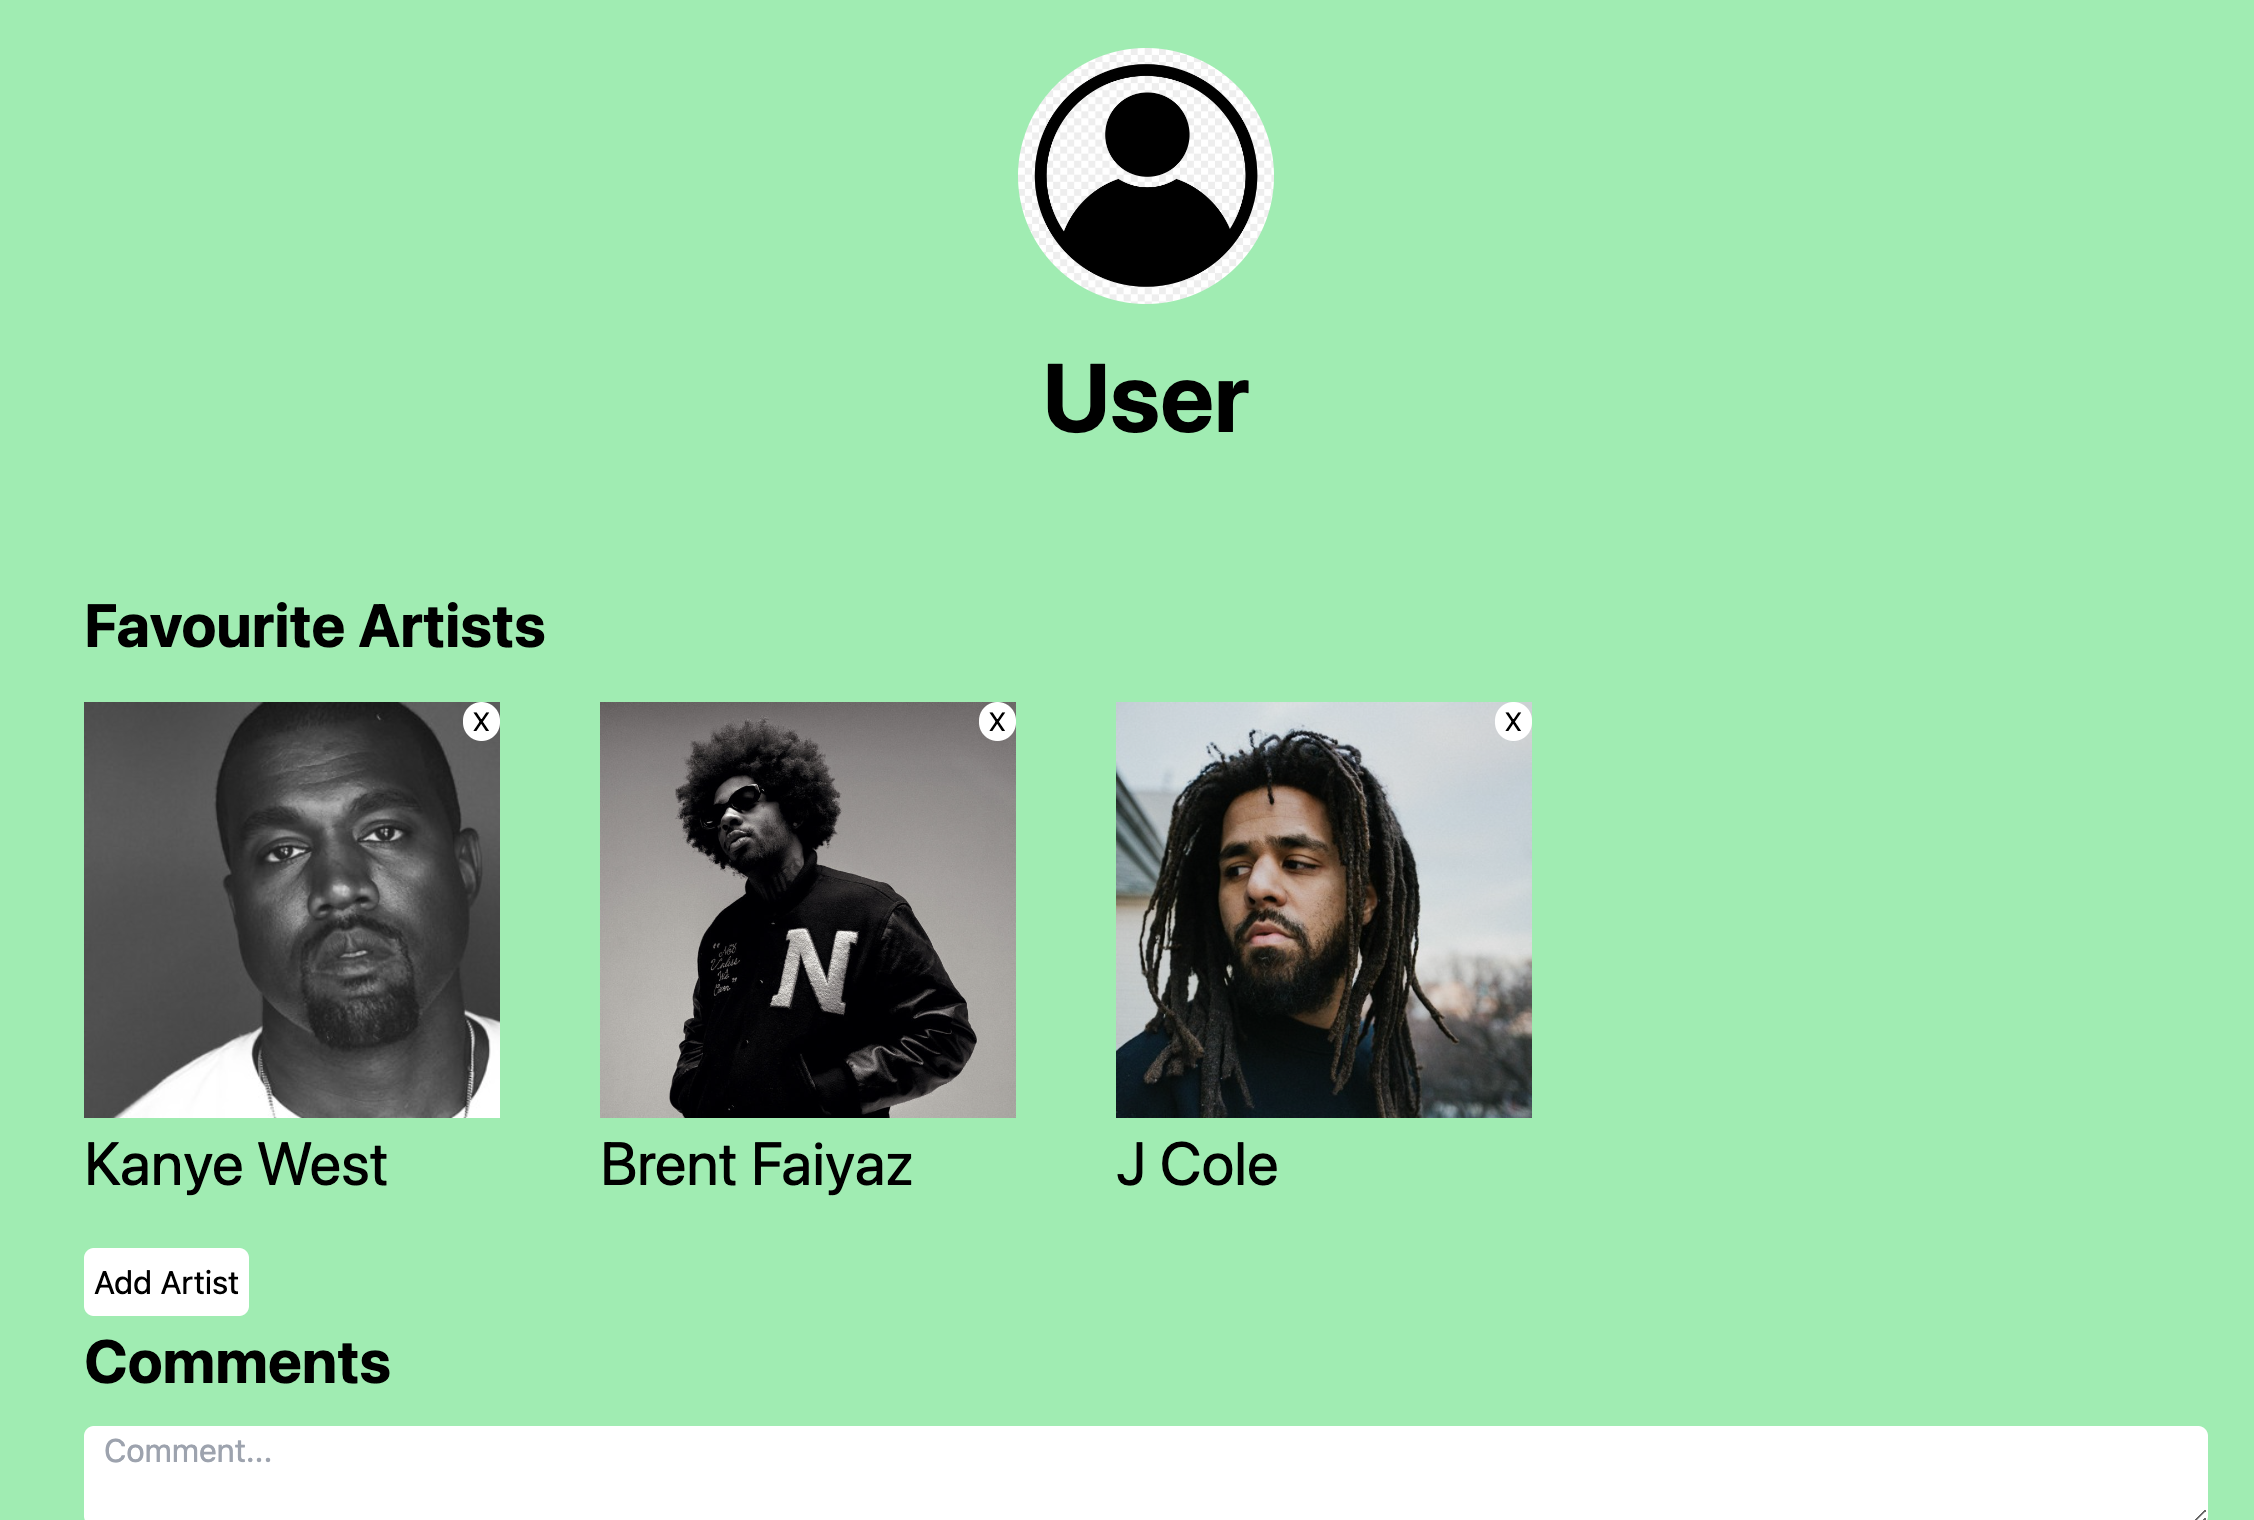 User
Favourite Artists
X
X
X
N
Kanye West
Brent Faiyaz
J Cole
Add Artist
Comments
Comment...